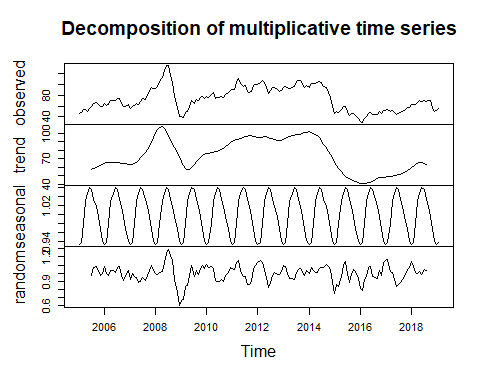 Decomposition of multiplicative time series
observed
40 80
trend
40 70 100
seasonal
0.94 1.02
random
0.6 0.9 1.2
2006 2008 2010 2012 2014 2016 2018
Time